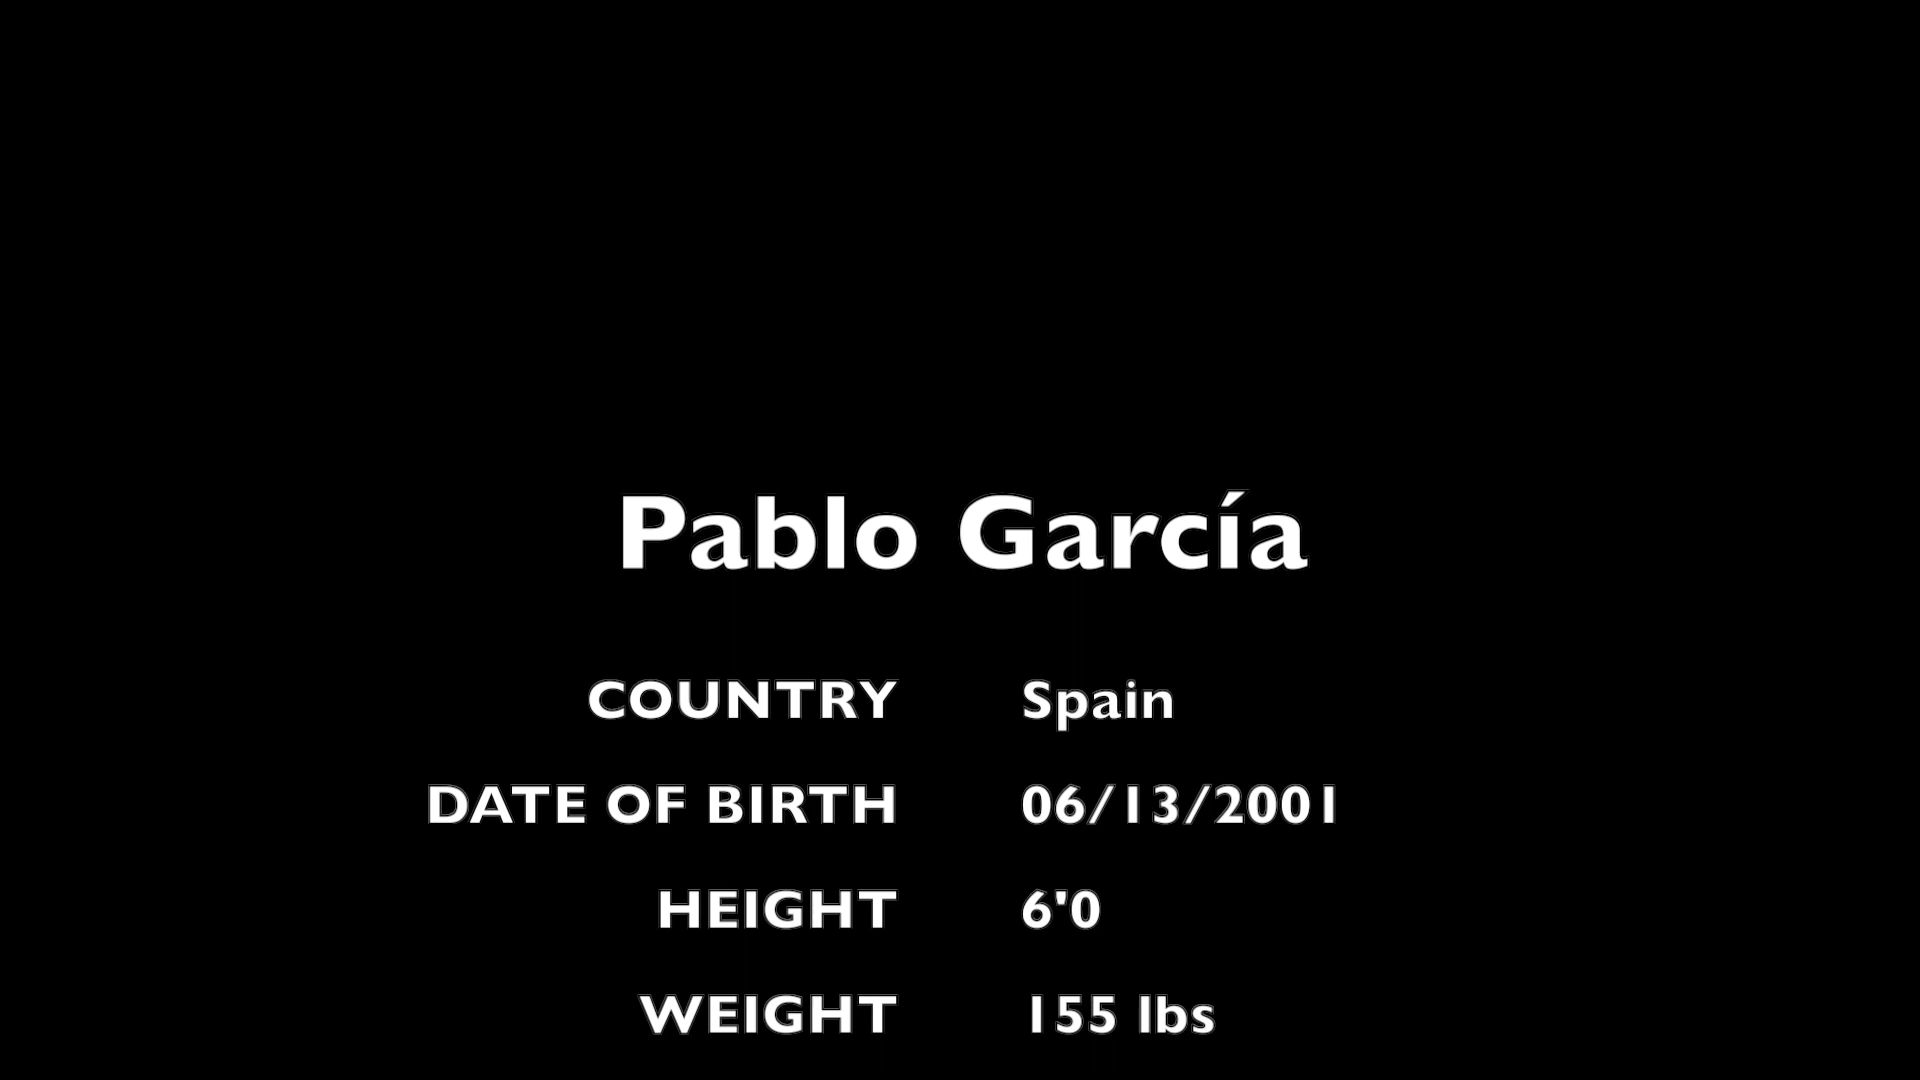 Pablo García
COUNTRY Spain
DATE OF BIRTH 06/13/2001
HEIGHT 6'0
WEIGHT 155 lbs